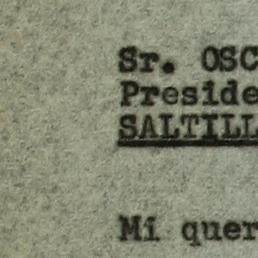 Sr. OSC
Preside
SALTILL
Mi quer